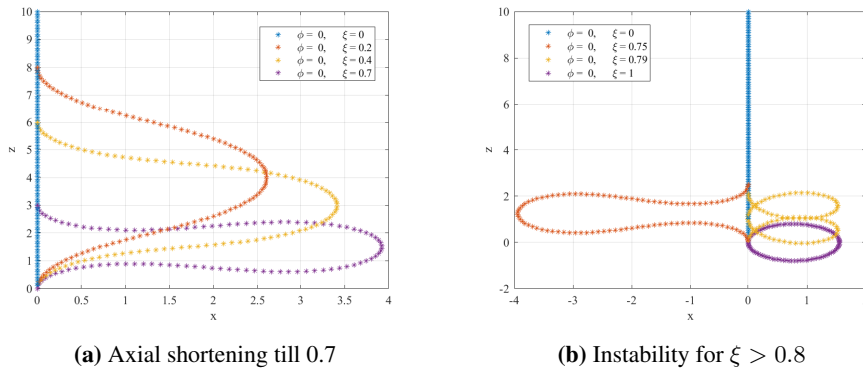 10
9
8
7
6
5
4
3
2
1
0
z
0
0.5
1
1.5
2
2.5
3
3.5
4
x
ϕ = 0, ξ = 0
ϕ = 0, ξ = 0.2
ϕ = 0, ξ = 0.4
ϕ = 0, ξ = 0.7
(a) Axial shortening till 0.7
10
8
6
4
2
0
-2
z
-4
-3
-2
-1
0
1
x
ϕ = 0, ξ = 0
ϕ = 0, ξ = 0.75
ϕ = 0, ξ = 0.79
ϕ = 0, ξ = 1
(b) Instability for ξ > 0.8